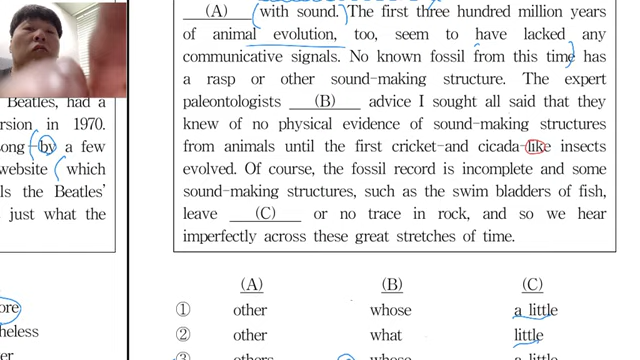 (A) with sound. The first three hundred million years
of animal evolution, too, seem to have lacked any
communicative signals. No known fossil from this time has
a rasp or other sound-making structure. The expert
paleontologists (B) advice I sought all said that they
knew of no physical evidence of sound-making structures
from animals until the first cricket-and cicada-like insects
evolved. Of course, the fossil record is incomplete and some
sound-making structures, such as the swim bladders of fish,
leave (C) or no trace in rock, and so we hear
imperfectly across these great stretches of time.
(A) (B) (C)
① other whose a little
② other what little
③ others whose a little
Beatles, had a
rsion in 1970.
ong by a few
website which
ls the Beatles'
just what the
ore
heless
er